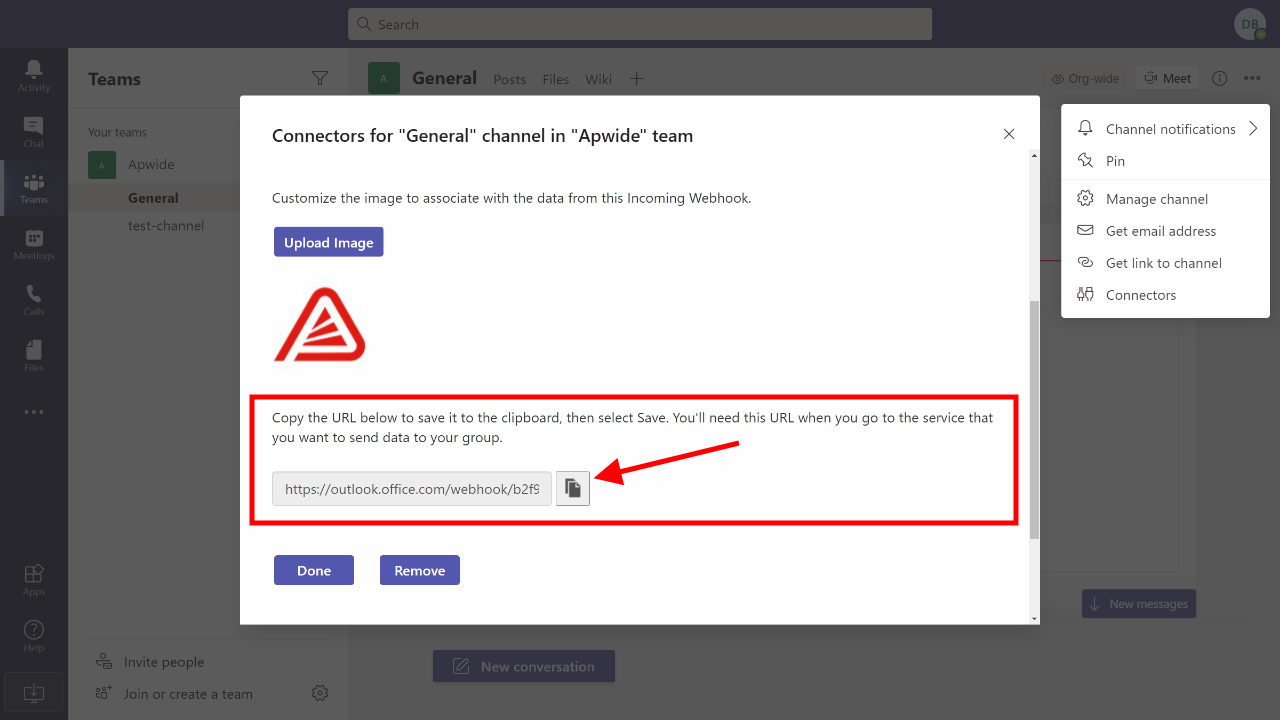 Search
DB
Activity
Chat
Teams
Meetings
Calls
Files
Apps
Help
Teams
Your teams
A
Apwide
General
test-channel
Invite people
Join or create a team
A
General
Posts
Files
Wiki
Org-wide
Meet
Connectors for "General" channel in "Apwide" team
Customize the image to associate with the data from this Incoming Webhook.
Upload Image
Copy the URL below to save it to the clipboard, then select Save. You'll need this URL when you go to the service that
you want to send data to your group.
https://outlook.office.com/webhook/b2f9
Done
Remove
Channel notifications
Pin
Manage channel
Get email address
Get link to channel
Connectors
New messages
New conversation